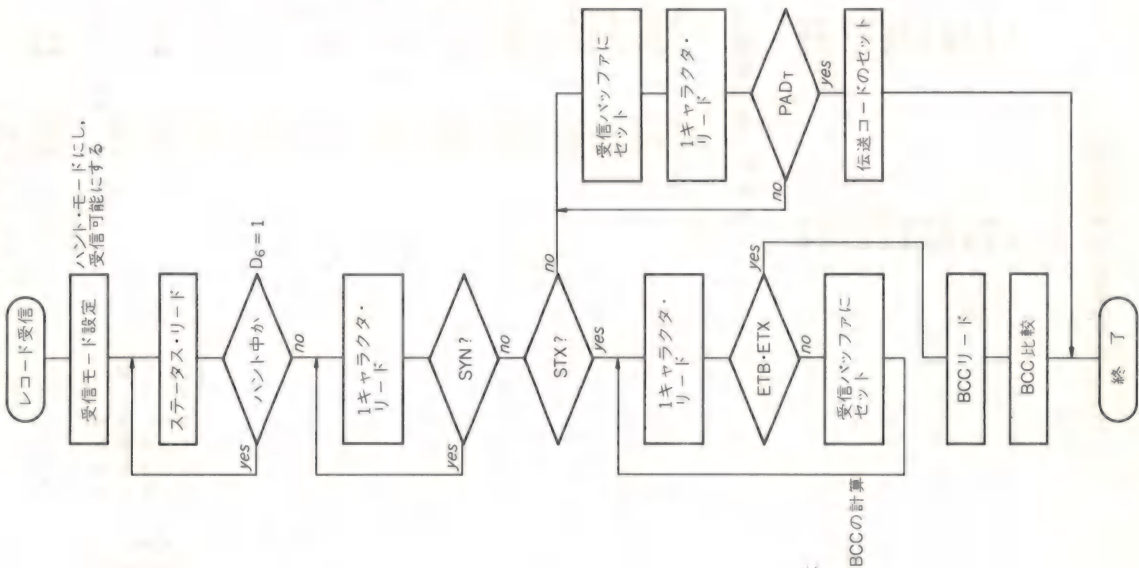 レコード受信
受信モード設定
ハント・モードにし,
受信可能にする
ステータス・リード
ハント中か
D6=1
yes
no
1キャラクタ・
リード
SYN?
yes
no
STX?
no
yes
1キャラクタ・
リード
ETB・ETX
yes
no
受信バッファに
セット
BCCの計算
BCCリード
BCC比較
終 了
受信バッファに
セット
1キャラクタ・
リード
PADT
no
yes
伝送コードのセット